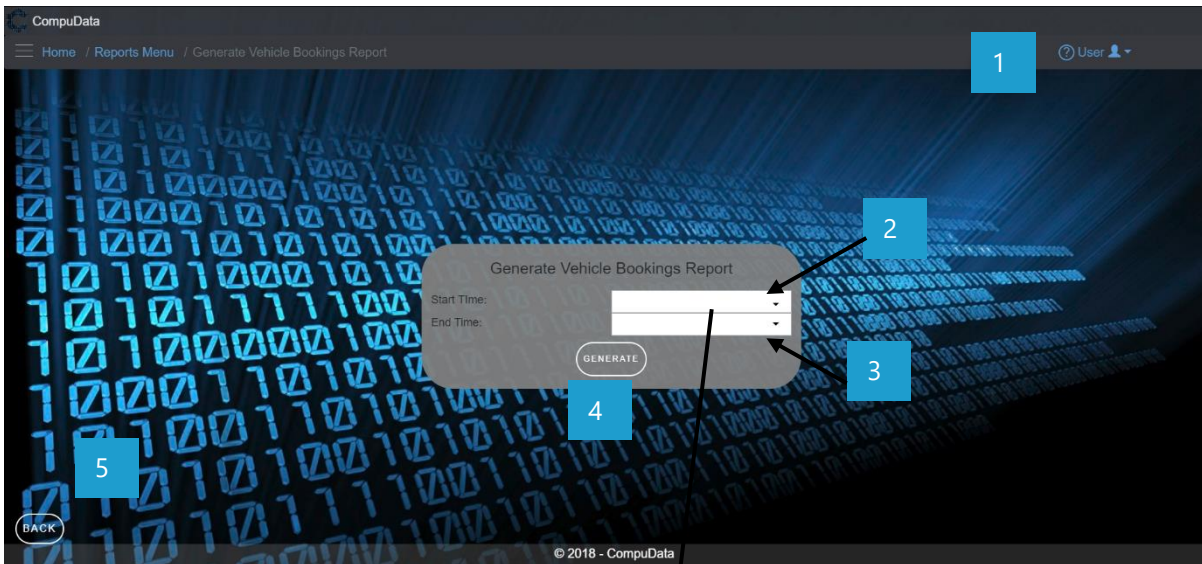 CompuData
Home / Reports Menu / Generate Vehicle Bookings Report
1
User
2
Generate Vehicle Bookings Report
Start Time:
End Time:
3
GENERATE
4
5
BACK
© 2018 - CompuData